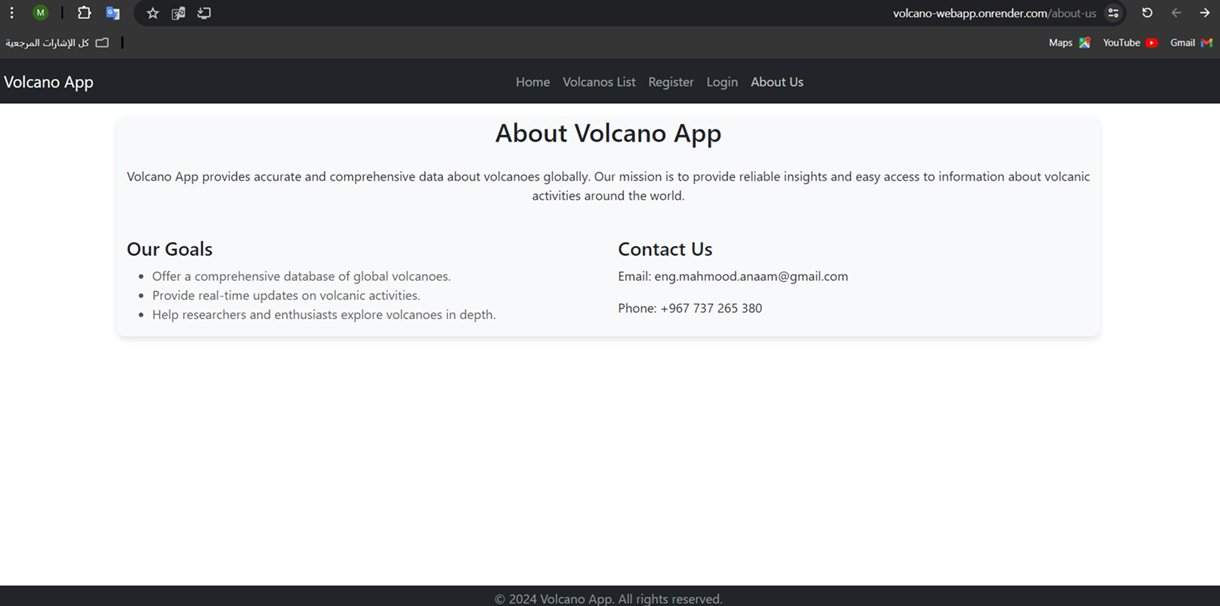 M
volcano-webapp.onrender.com/about-us
كل الإشارات المرجعية
Maps YouTube Gmail
Volcano App
Home Volcanos List Register Login About Us
About Volcano App
Volcano App provides accurate and comprehensive data about volcanoes globally. Our mission is to provide reliable insights and easy access to information about volcanic
activities around the world.
Our Goals
• Offer a comprehensive database of global volcanoes.
• Provide real-time updates on volcanic activities.
• Help researchers and enthusiasts explore volcanoes in depth.
Contact Us
Email: eng.mahmood.anaam@gmail.com
Phone: +967 737 265 380
© 2024 Volcano App. All rights reserved.